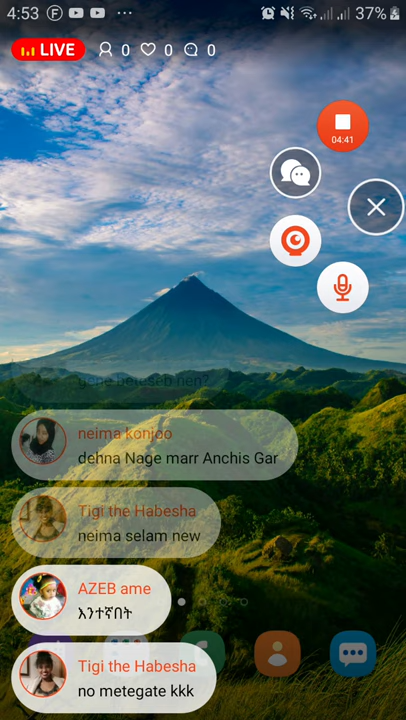 4:53
37%
LIVE 0 0 0
04:41
neima konjoo
dehna Nage marr Anchis Gar
Tigi the Habesha
neima selam new
AZEB ame
እንተኛበት
Tigi the Habesha
no metegate kkk